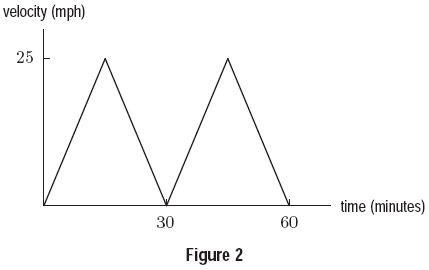 velocity (mph)
25
time (minutes)
30 60
Figure 2